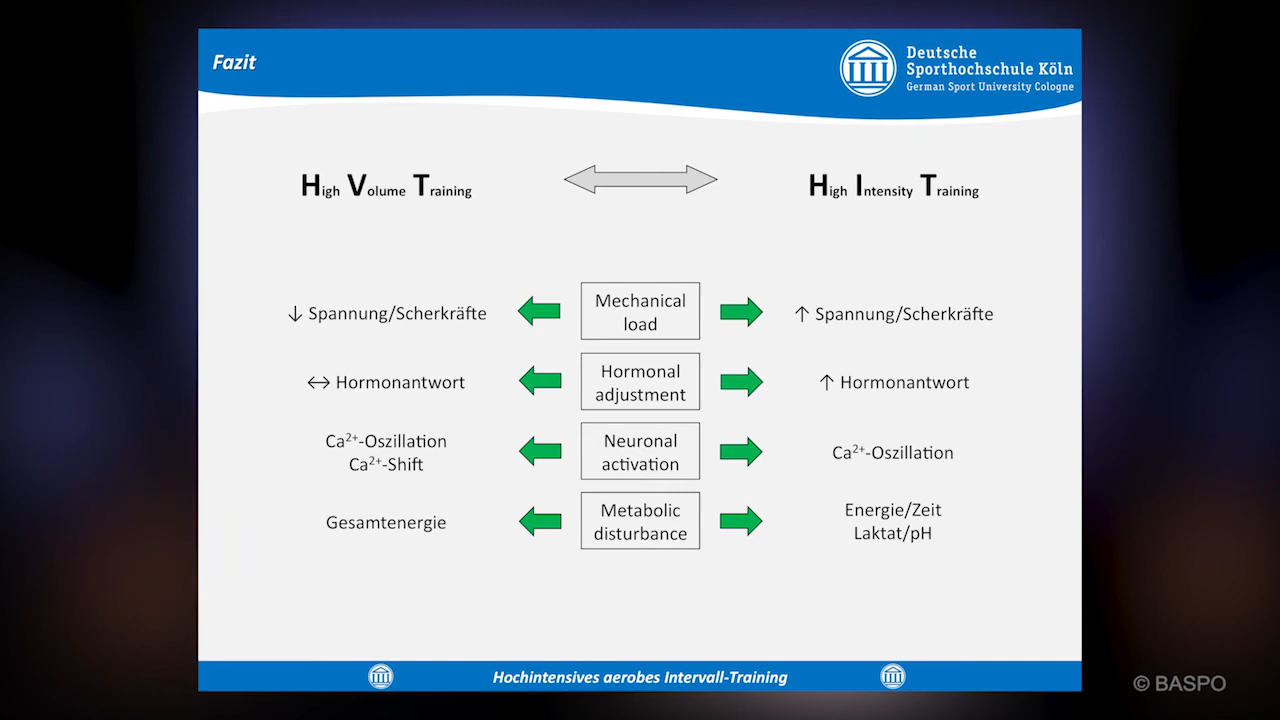 Fazit
Deutsche
Sporthochschule Köln
German Sport University Cologne
High Volume Training
High Intensity Training
↓ Spannung/Scherkräfte
Mechanical
load
↑ Spannung/Scherkräfte
↔ Hormonantwort
Hormonal
adjustment
↑ Hormonantwort
Ca²⁺-Oszillation
Ca²⁺-Shift
Neuronal
activation
Ca²⁺-Oszillation
Gesamtenergie
Metabolic
disturbance
Energie/Zeit
Laktat/pH
Hochintensives aerobes Intervall-Training
© BASPO